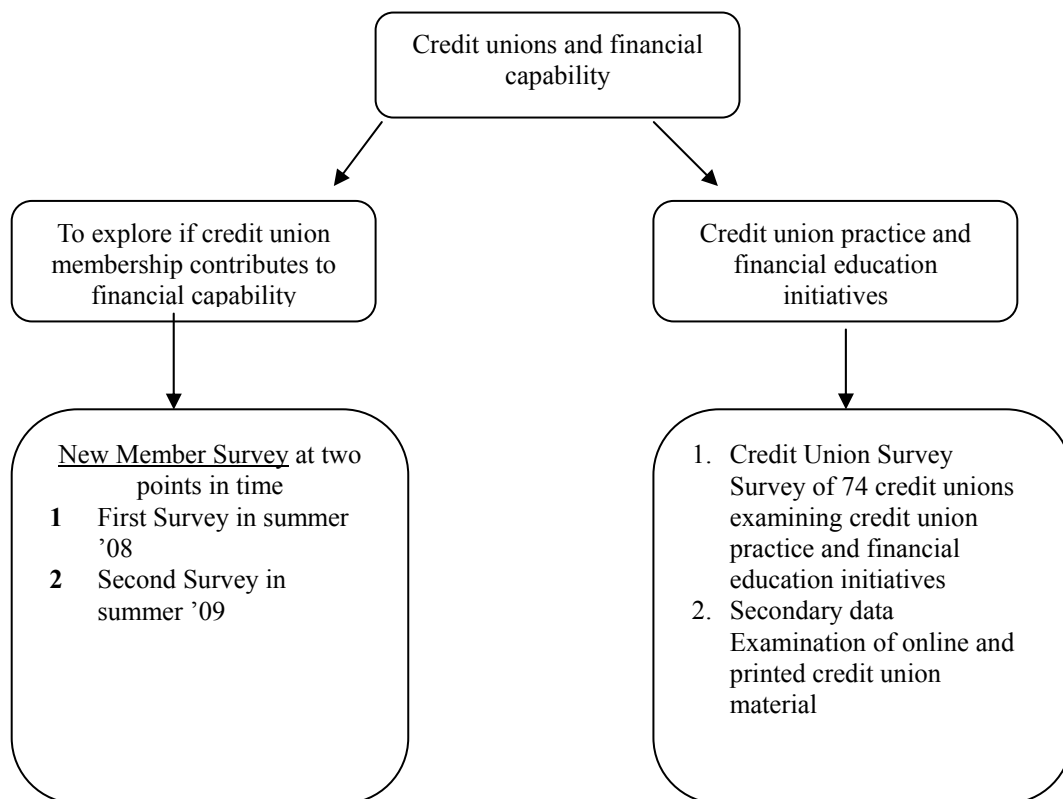 Credit unions and financial
capability
To explore if credit union
membership contributes to
financial capability
Credit union practice and
financial education
initiatives
New Member Survey at two
points in time
1 First Survey in summer
’08
2 Second Survey in
summer ’09
1. Credit Union Survey
Survey of 74 credit unions
examining credit union
practice and financial
education initiatives
2. Secondary data
Examination of online and
printed credit union
material